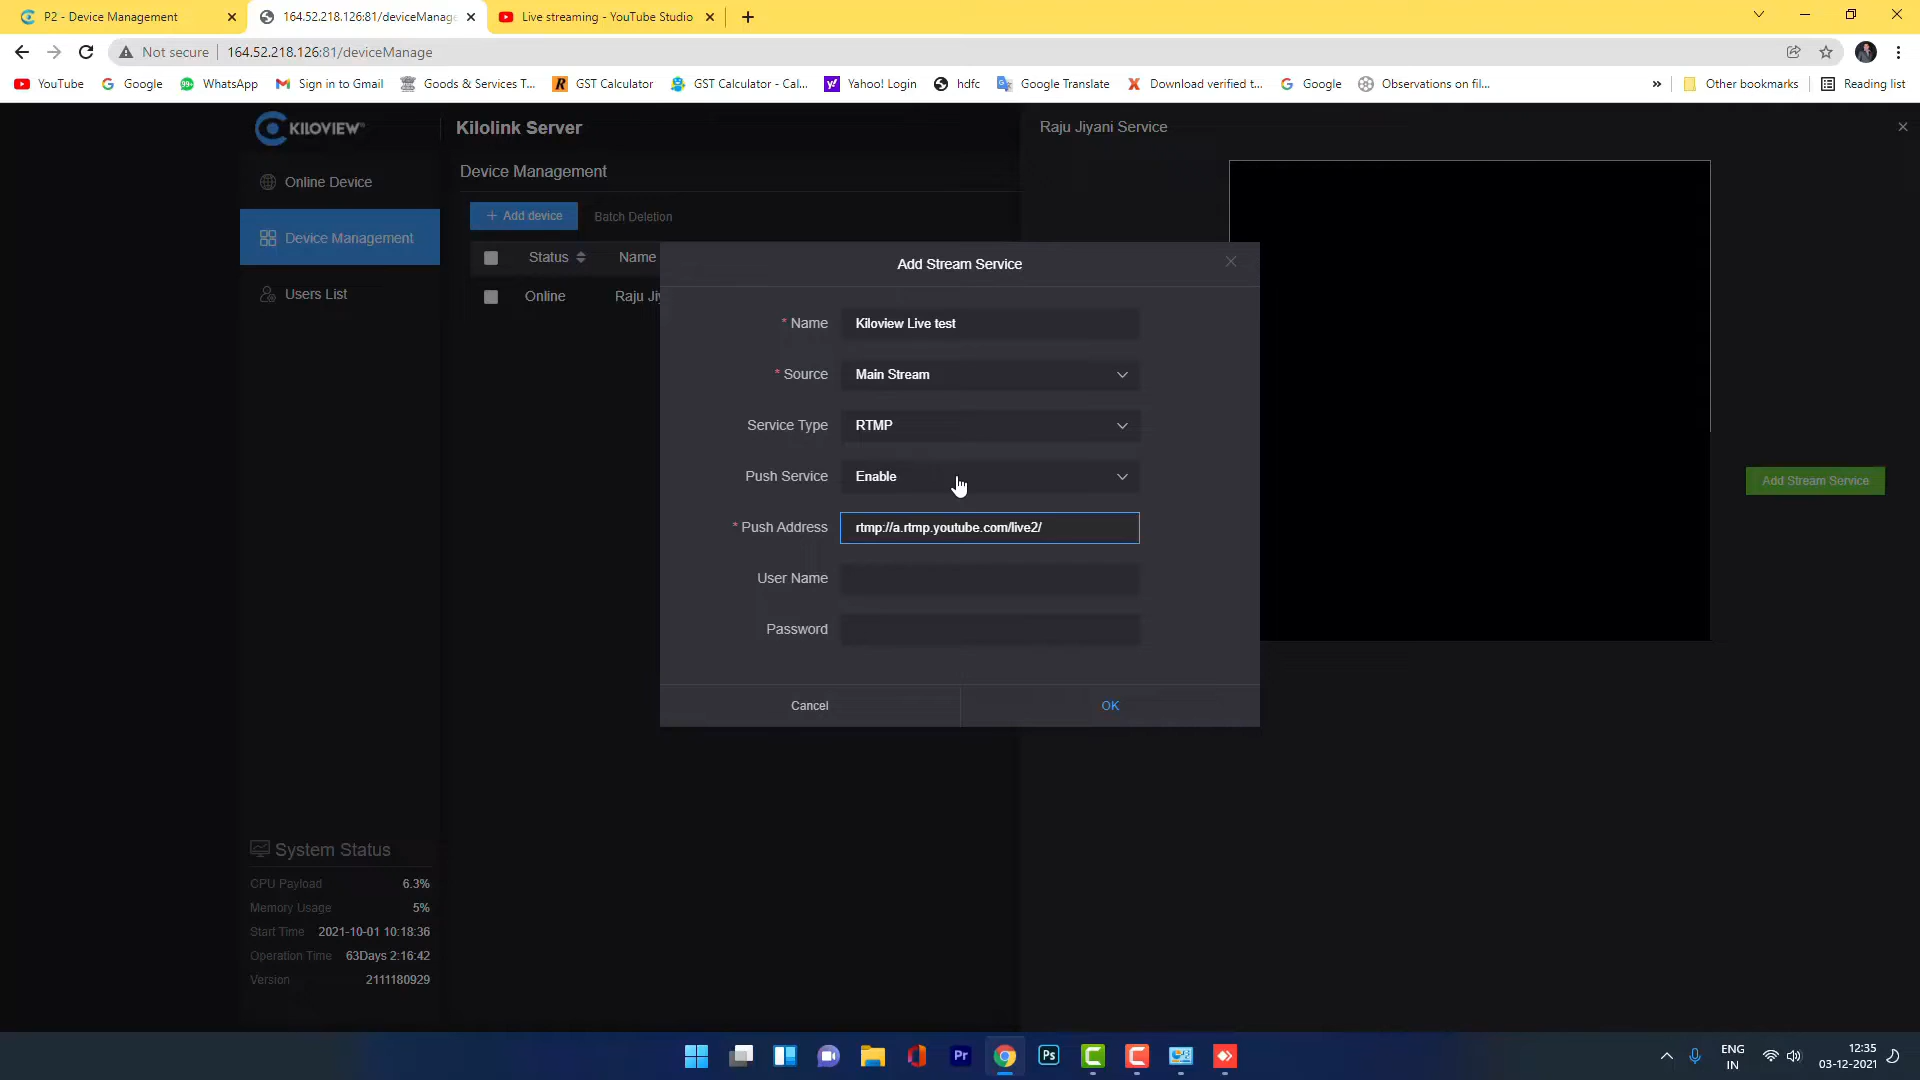 P2 - Device Management
164.52.218.126:81/deviceManage
Live streaming - YouTube Studio
Not secure
164.52.218.126:81/deviceManage
YouTube
Google
WhatsApp
Sign in to Gmail
Goods & Services T...
GST Calculator
GST Calculator - Cal...
Yahoo! Login
hdfc
Google Translate
Download verified t...
Google
Observations on fil...
Other bookmarks
Reading list
KILOVIEW
Kilolink Server
Raju Jiyani Service
Online Device
Device Management
Users List
Device Management
+ Add device
Batch Deletion
Status
Name
Online
Raju Jiy
Add Stream Service
* Name
Kiloview Live test
* Source
Main Stream
Service Type
RTMP
Push Service
Enable
* Push Address
rtmp://a.rtmp.youtube.com/live2/
User Name
Password
Cancel
OK
Add Stream Service
System Status
CPU Payload 6.3%
Memory Usage 5%
Start Time 2021-10-01 10:18:36
Operation Time 63Days 2:16:42
Version 2111180929
Pr
Ps
ENG
IN
12:35
03-12-2021